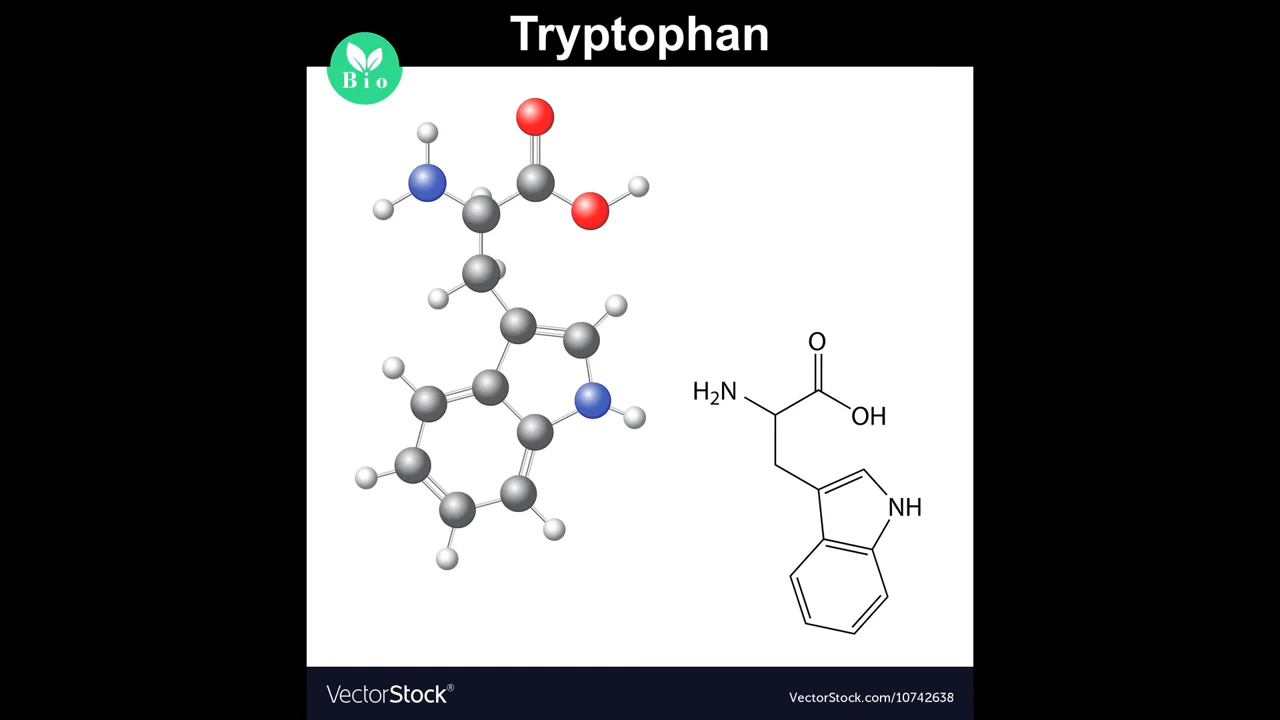 Tryptophan
Bio
O
H₂N
OH
NH
VectorStock®
VectorStock.com/10742638